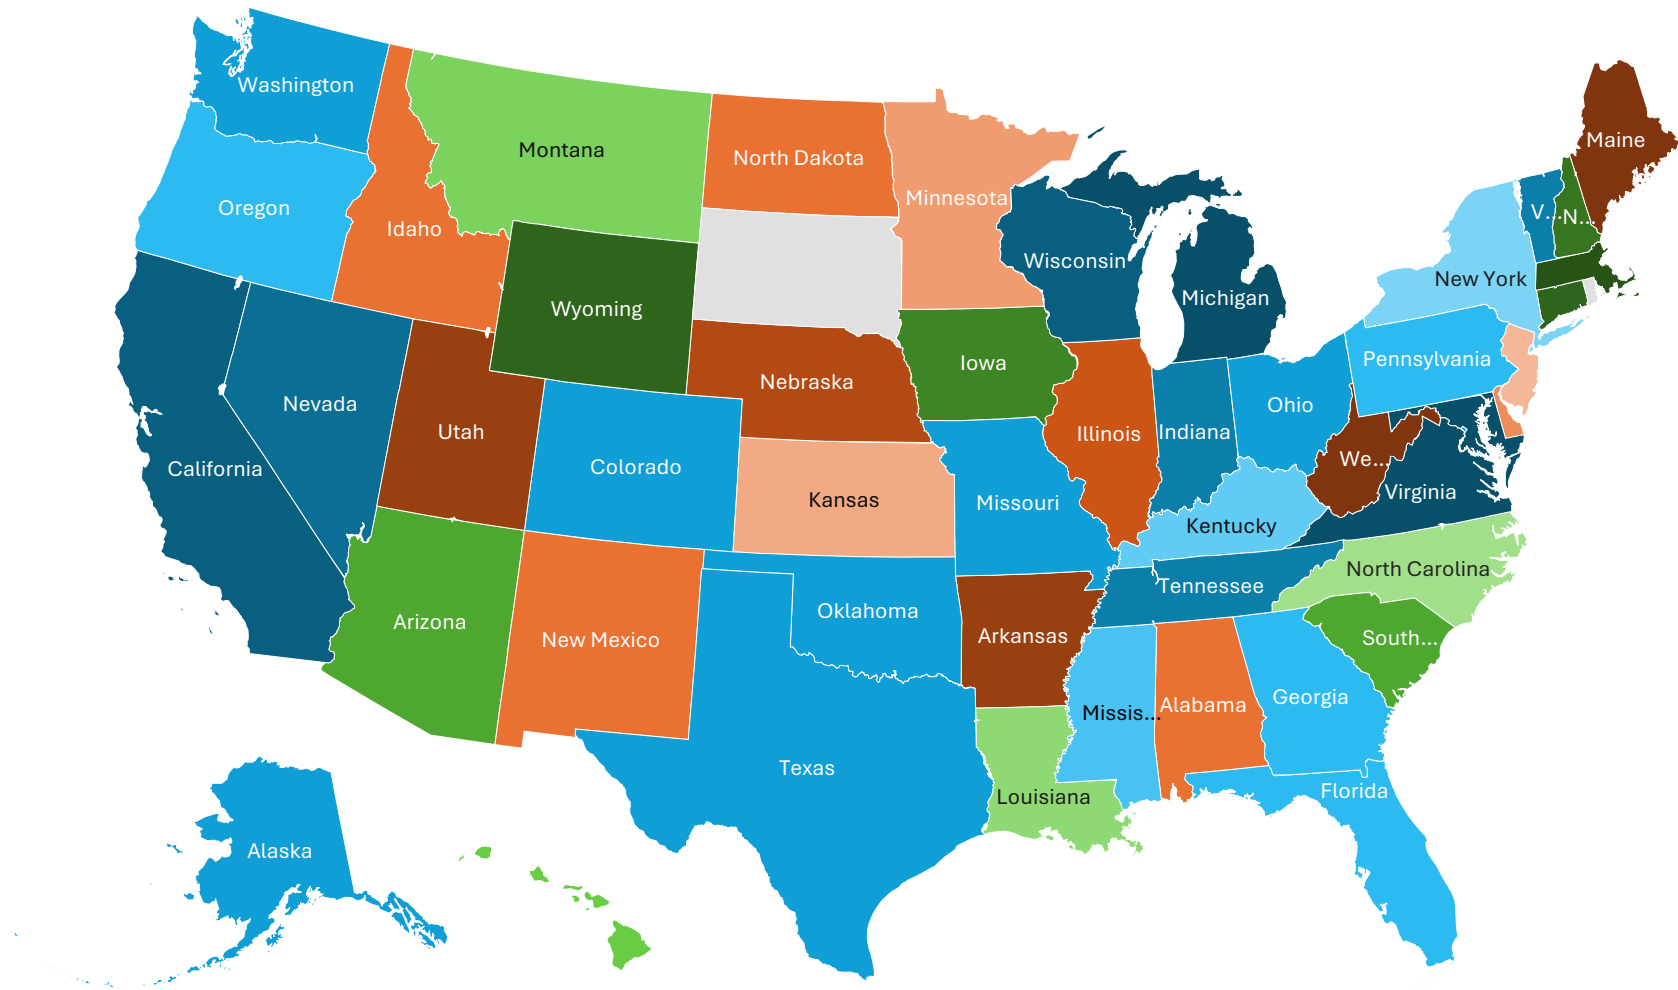 Washington
Montana
Maine
North Dakota
Minnesota
Oregon
Idaho
V...
N...
Wisconsin
New York
Michigan
Wyoming
Pennsylvania
Iowa
Nebraska
Nevada
Ohio
Utah
Illinois
Indiana
We...
California
Colorado
Virginia
Kansas
Missouri
Kentucky
North Carolina
Tennessee
Oklahoma
Arizona
New Mexico
Arkansas
South...
Georgia
Alabama
Missis...
Texas
Florida
Louisiana
Alaska